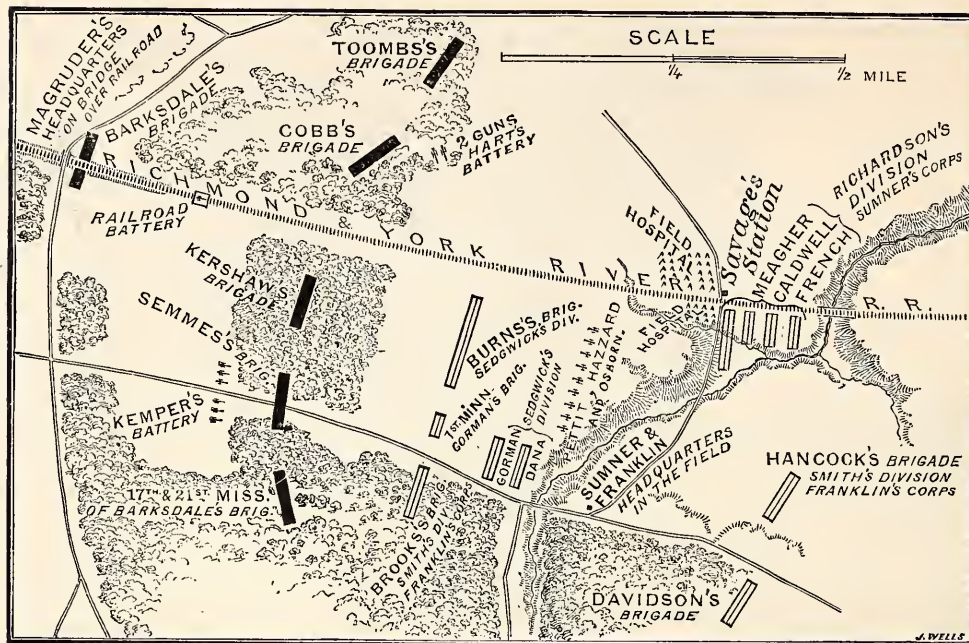 MAGRUDER'S
HEADQUARTERS
ON BRIDGE
OVER RAILROAD
BARKSDALE'S
BRIGADE
TOOMBS'S
BRIGADE
COBB'S
BRIGADE
2 GUNS
HART'S
BATTERY
SCALE
1/4
1/2
MILE
RICHMOND & YORK RIVER R. R.
RAILROAD
BATTERY
KERSHAW'S
BRIGADE
SEMMES'S
BRIG.
KEMPER'S
BATTERY
17TH & 21ST MISS.
OF BARKSDALE'S BRIG.
BURNS'S BRIG.
SEDGWICK'S DIV.
1ST MINN.
GORMAN'S BRIG.
GORMAN
DANA
(SEDGWICK'S
DIVISION
PETTIT HAZZARD
AND OSBORN.
BROOKS'S BRIG.
SMITH'S DIV.
FRANKLIN'S CORPS
FIELD
HOSPITAL
FIELD
HOSPITAL
Savage's
Station
MEAGHER
CALDWELL
FRENCH
RICHARDSON'S
DIVISION
SUMNER'S CORPS
SUMNER &
FRANKLIN
HEADQUARTERS
IN THE FIELD
HANCOCK'S BRIGADE
SMITH'S DIVISION
FRANKLIN'S CORPS
DAVIDSON'S
BRIGADE
J. WELLS